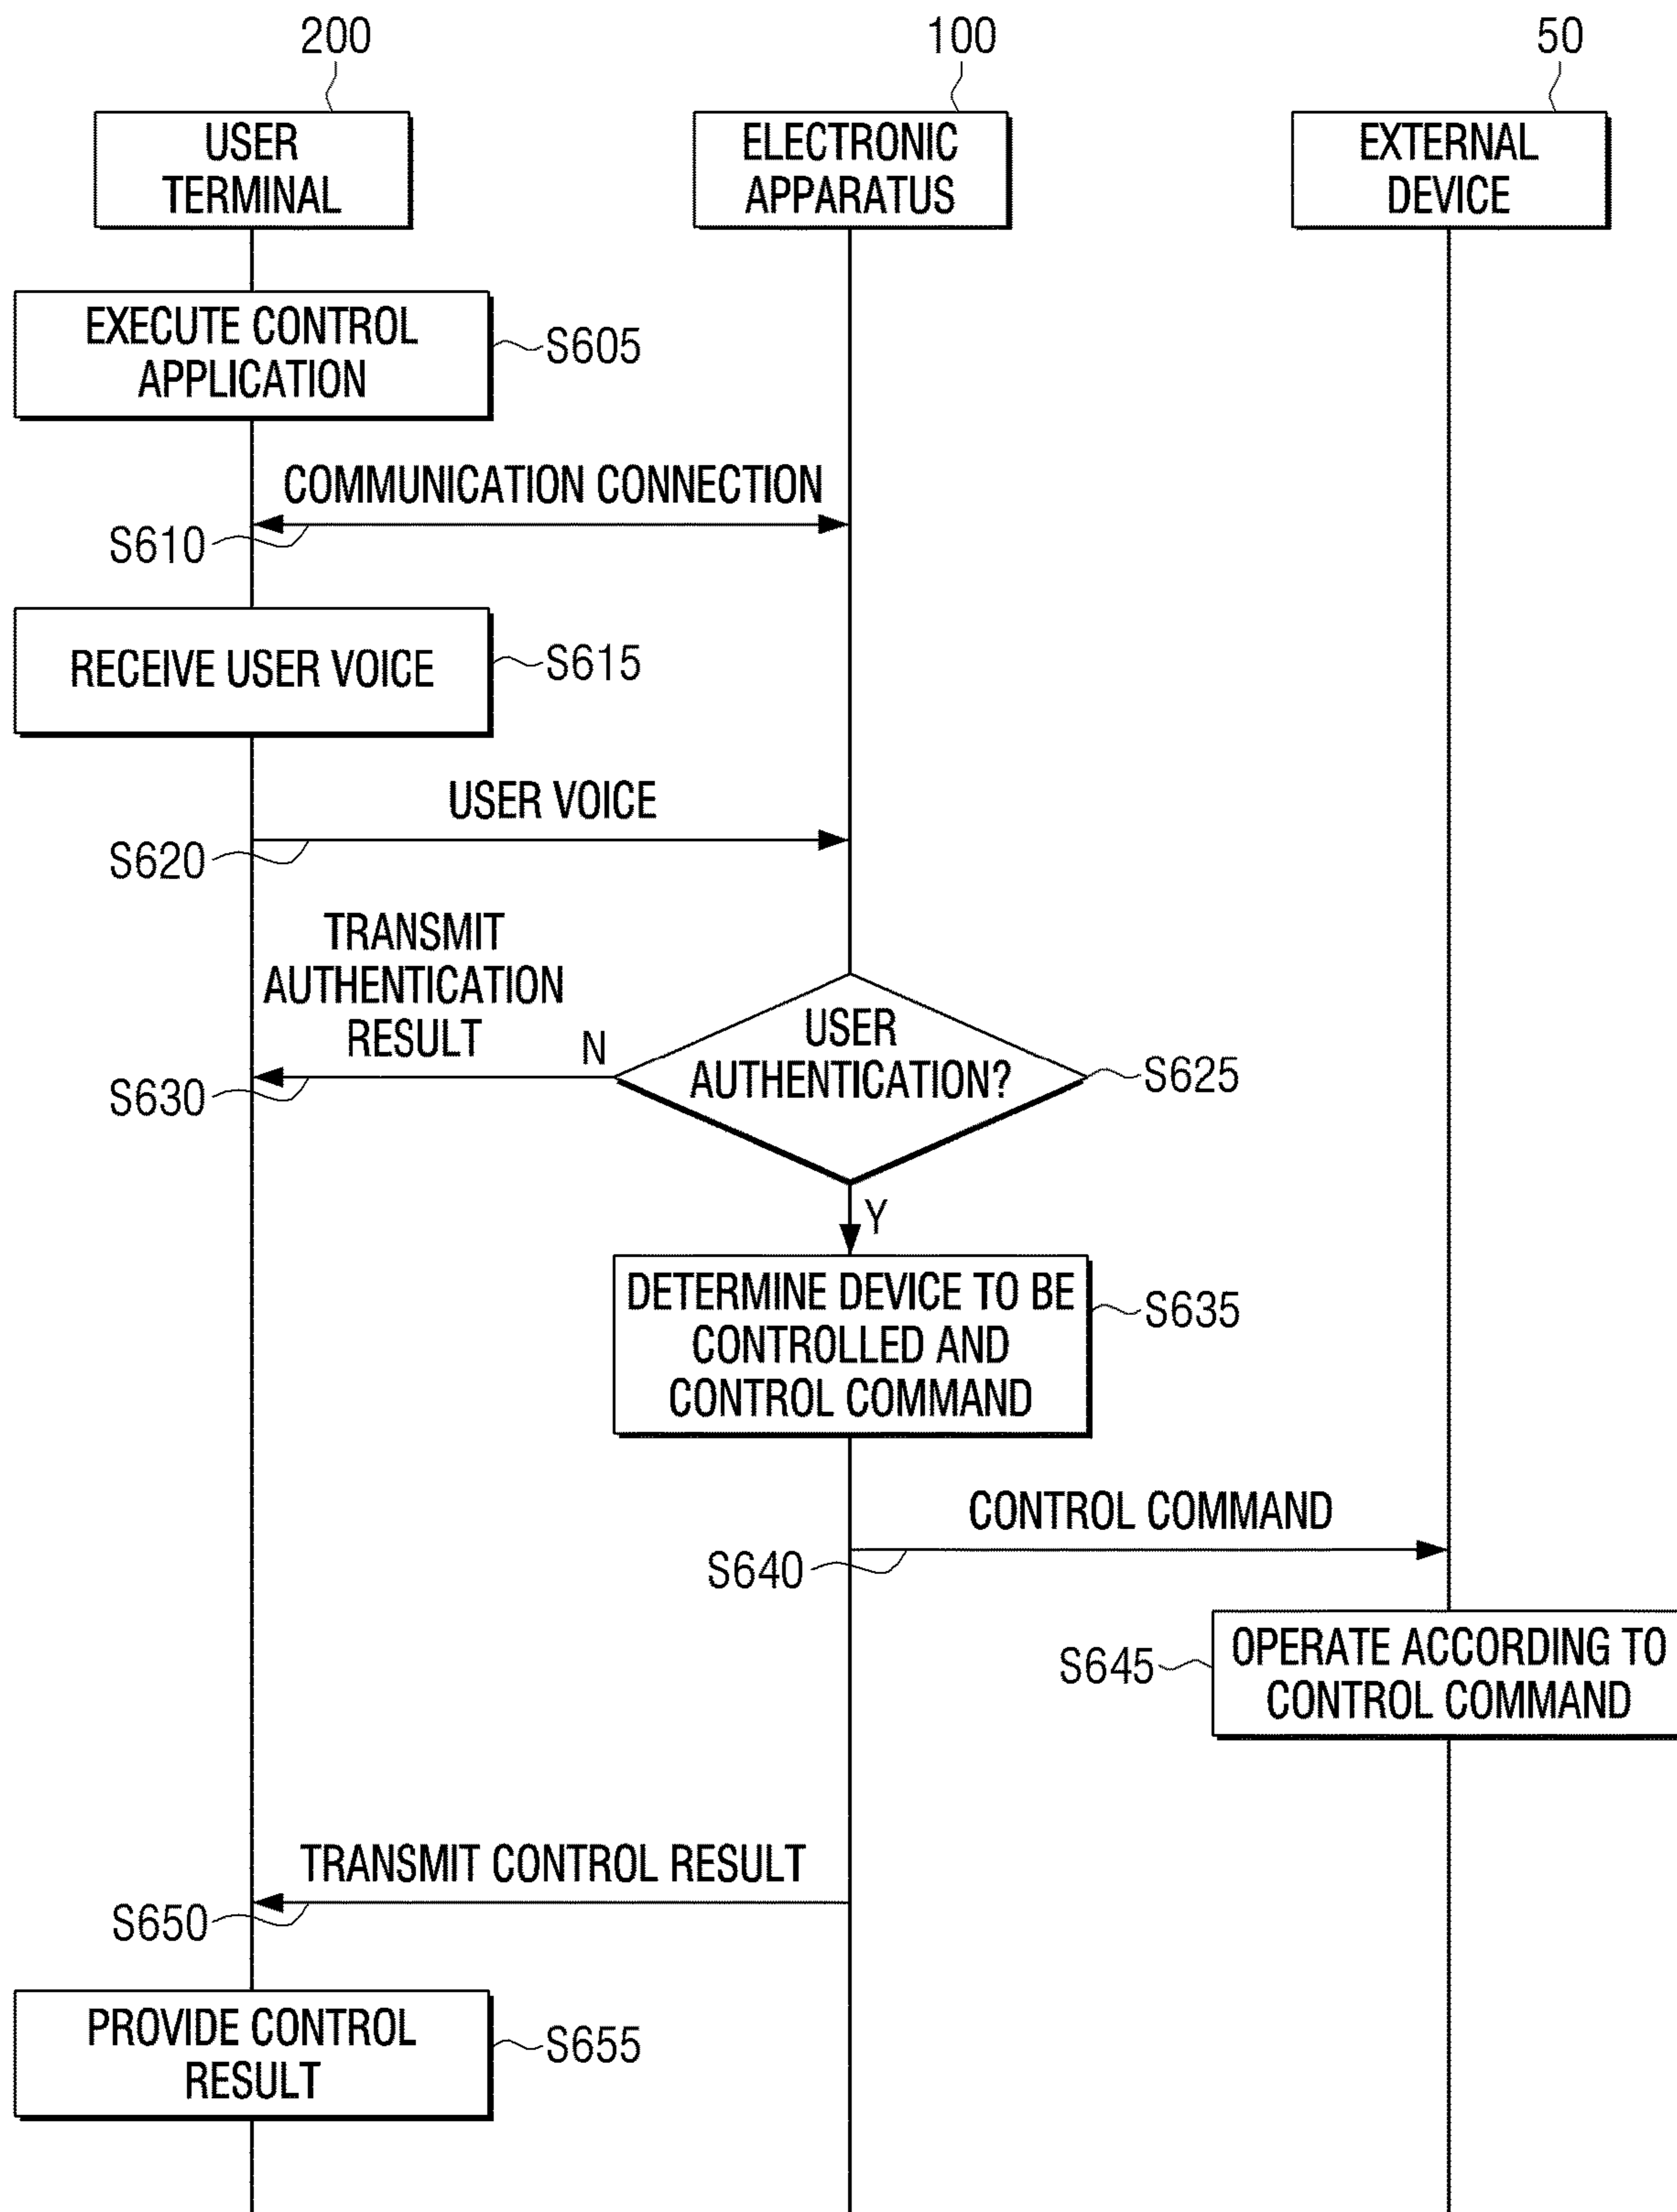 200
100
50
USER
TERMINAL
ELECTRONIC
APPARATUS
EXTERNAL
DEVICE
EXECUTE CONTROL
APPLICATION
S605
COMMUNICATION CONNECTION
S610
RECEIVE USER VOICE
S615
USER VOICE
S620
TRANSMIT
AUTHENTICATION
RESULT
N
S630
USER
AUTHENTICATION?
S625
Y
DETERMINE DEVICE TO BE
CONTROLLED AND
CONTROL COMMAND
S635
CONTROL COMMAND
S640
S645
OPERATE ACCORDING TO
CONTROL COMMAND
TRANSMIT CONTROL RESULT
S650
PROVIDE CONTROL
RESULT
S655